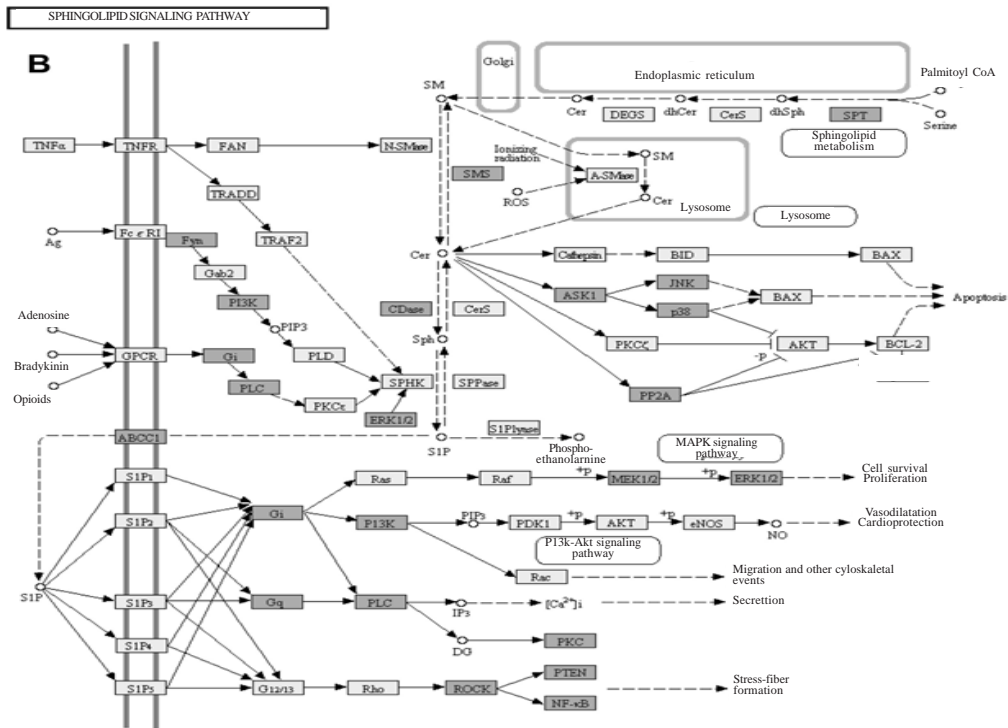 SPHINGOLIPID SIGNALING PATHWAY
B
Golgi
Endoplasmic reticulum
Palmitoyl CoA
SM
Cer
DEGS
dhCer
CerS
dhSph
SPT
Serine
Sphingolipid
metabolism
TNFα
TNFR
FAN
N-SMase
Ionizing
radiation
SMS
SM
A-SMase
ROS
Cer
Lysosome
Lysosome
TRADD
Ag
Fc ε RI
Fyn
TRAF2
Gab2
Cer
Cathepsin
BID
BAX
PI3K
ASK1
JNK
p38
BAX
Apoptosis
CDase
CerS
Adenosine
PIP3
Bradykinin
GPCR
Gi
PLD
Sph
PKCζ
AKT
BCL-2
-p
Opioids
PLC
SPHK
SPPase
PKCε
ERK1/2
PP2A
ABCC1
S1P
S1Plyase
Phospho-
ethanolarnine
MAPK signaling
pathway
S1P1
Ras
Raf
+p
MEK1/2
+p
ERK1/2
Cell survival
Proliferation
S1P2
Gi
P13K
PIP3
PDK1
+p
AKT
+p
eNOS
NO
Vasodilatation
Cardioprotection
P13k-Akt signaling
pathway
Rac
Migration and other cyloskaletal
events
S1P
S1P3
Gq
PLC
IP3
[Ca2+]i
Secrettion
S1P4
DG
PKC
S1P5
G12/13
Rho
ROCK
PTEN
NF-κB
Stress-fiber
formation